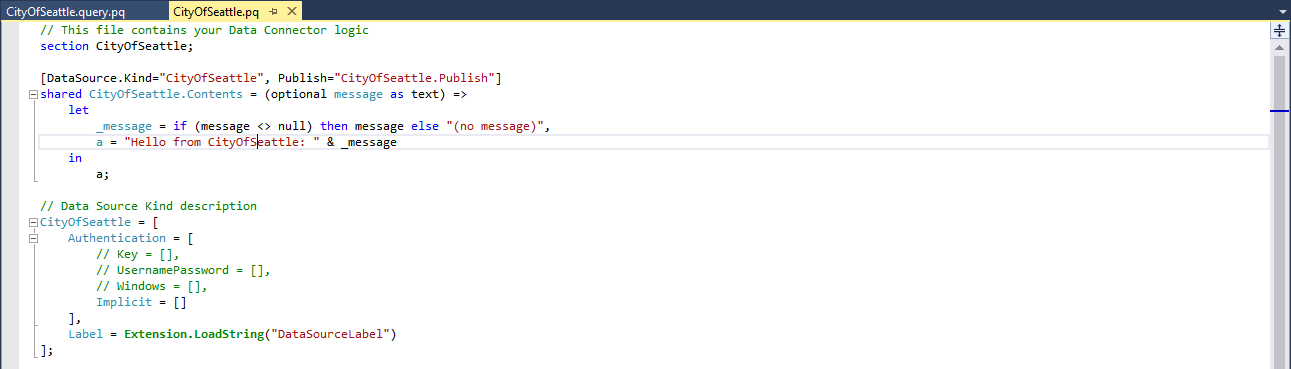 CityOfSeattle.query.pq CityOfSeattle.pq
// This file contains your Data Connector logic
section CityOfSeattle;
[DataSource.Kind="CityOfSeattle", Publish="CityOfSeattle.Publish"]
shared CityOfSeattle.Contents = (optional message as text) =>
let
_message = if (message <> null) then message else "(no message)",
a = "Hello from CityOfSeattle: " & _message
in
a;
// Data Source Kind description
CityOfSeattle = [
Authentication = [
// Key = [],
// UsernamePassword = [],
// Windows = [],
Implicit = []
],
Label = Extension.LoadString("DataSourceLabel")
];